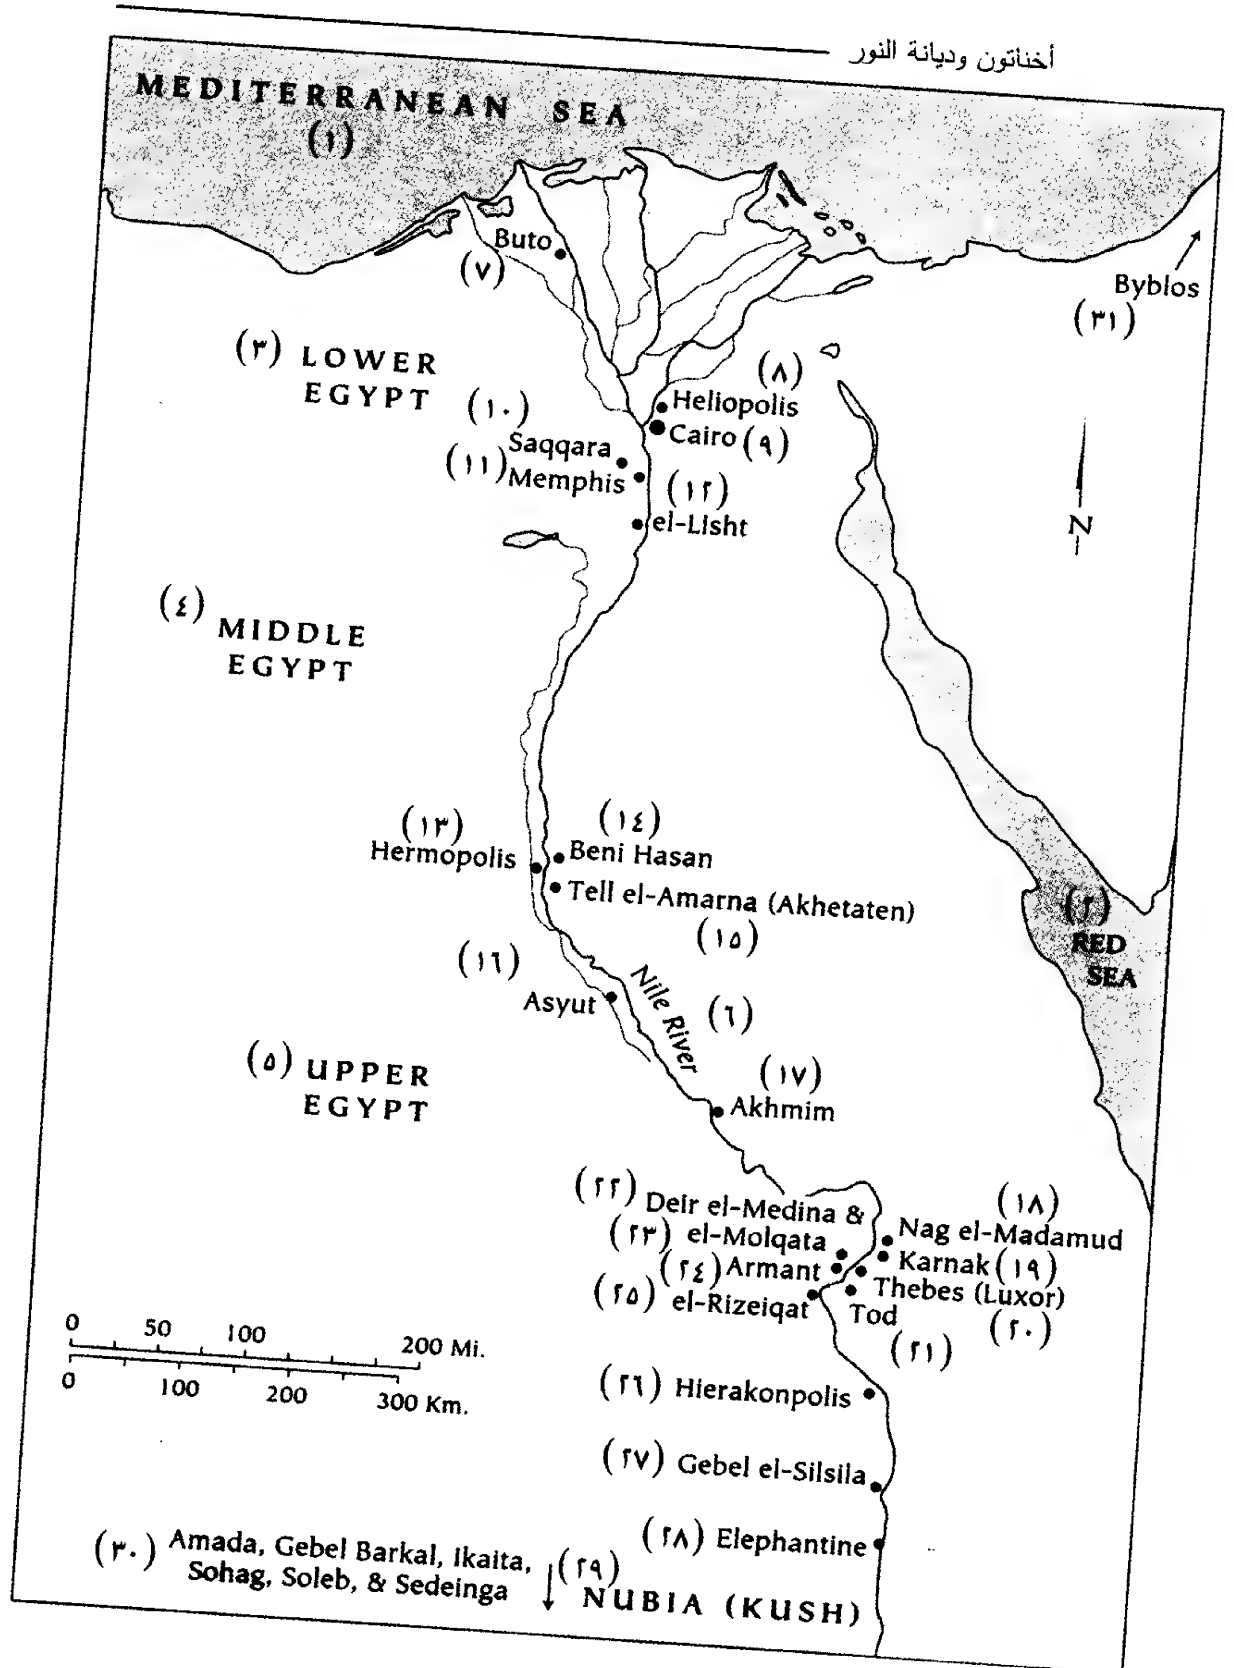 أخناتون وديانة النور
MEDITERRANEAN SEA
(١)
Buto
(٧)
Byblos
(٣١)
(٣) LOWER
EGYPT
(٨)
Heliopolis
Cairo (٩)
(١٠)
Saqqara
(١١) Memphis
(١٢)
el-Lisht
N
(٤)
MIDDLE
EGYPT
(١٣)
Hermopolis
(١٤)
Beni Hasan
Tell el-Amarna (Akhetaten)
(١٥)
(٢)
RED
SEA
(١٦)
Asyut
Nile River
(٦)
(٥) UPPER
EGYPT
(١٧)
Akhmim
(٢٢) Deir el-Medina &
(٢٣) el-Molqata
(٢٤) Armant
(٢٥) el-Rizeiqat
(١٨)
Nag el-Madamud
Karnak (١٩)
Thebes (Luxor)
(٢٠)
Tod
(٢١)
0 50 100 200 Mi.
0 100 200 300 Km.
(٢٦) Hierakonpolis
(٢٧) Gebel el-Silsila
(٢٨) Elephantine
(٣٠) Amada, Gebel Barkal, Ikaita,
Sohag, Soleb, & Sedeinga
(٢٩)
NUBIA (KUSH)